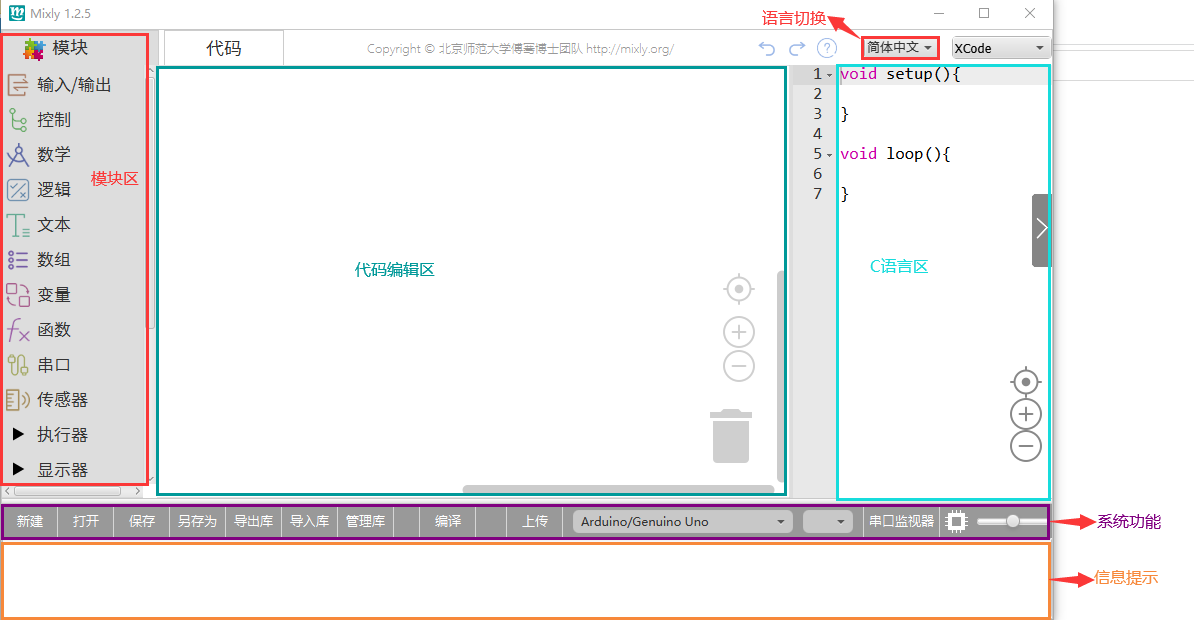 Mixly 1.2.5
语言切换
模块
代码
Copyright © 北京师范大学傅骞博士团队 http://mixly.org/
?
简体中文
XCode
输入/输出
控制
数学
逻辑
文本
数组
变量
函数
串口
传感器
执行器
显示器
模块区
代码编辑区
1 void setup(){
2
3 }
4
5 void loop(){
6
7 }
C语言区
新建 打开 保存 另存为 导出库 导入库 管理库 编译 上传 Arduino/Genuino Uno 串口监视器
系统功能
信息提示